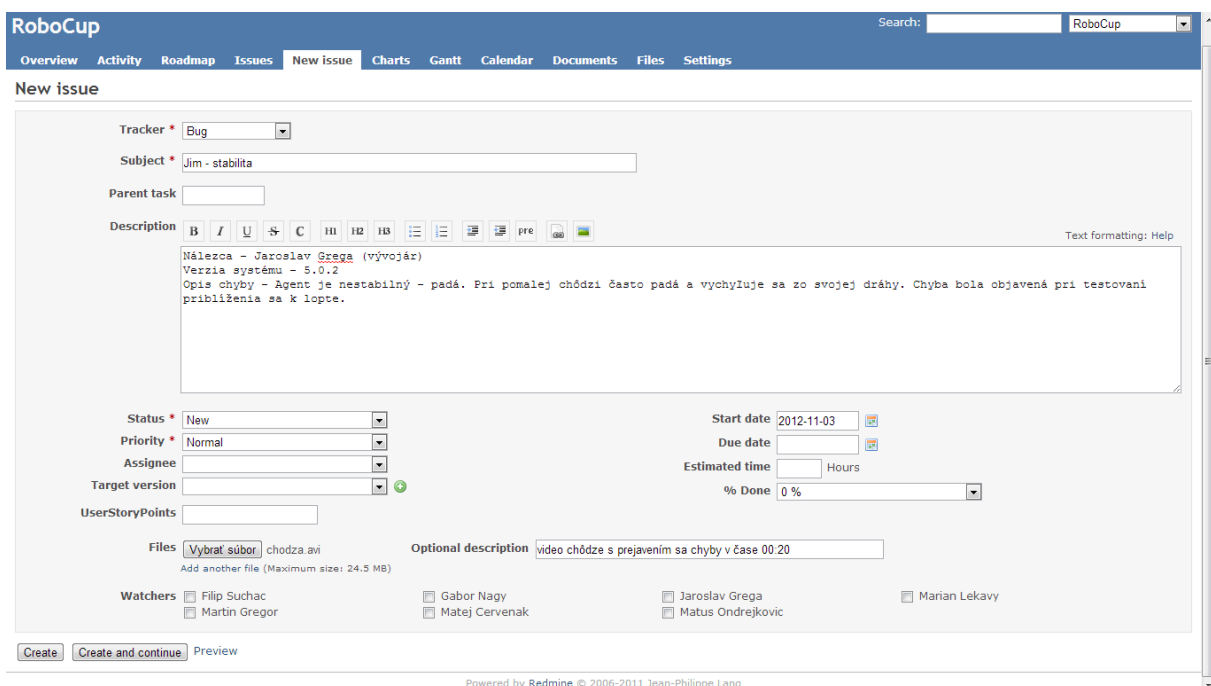 RoboCup Search: RoboCup
Overview Activity Roadmap Issues New issue Charts Gantt Calendar Documents Files Settings
New issue
Tracker * Bug
Subject * Jim - stabilita
Parent task
Description B I U S C H1 H2 H3 pre
Text formatting: Help
Nálezca - Jaroslav Grega (vývojár)
Verzia systému - 5.0.2
Opis chyby - Agent je nestabilný - padá. Pri pomalej chôdzi často padá a vychyľuje sa zo svojej dráhy. Chyba bola objavená pri testovaní
priblíženia sa k lopte.
Status * New Start date 2012-11-03
Priority * Normal Due date
Assignee Estimated time Hours
Target version % Done 0 %
UserStoryPoints
Files Vybrať súbor chodza.avi Optional description video chôdze s prejavením sa chyby v čase 00:20
Add another file (Maximum size: 24.5 MB)
Watchers Filip Suchac Gabor Nagy Jaroslav Grega Marian Lekavy
Martin Gregor Matej Cervenak Matus Ondrejkovic
Create Create and continue Preview
Powered by Redmine © 2006-2011 Jean-Philippe Lang